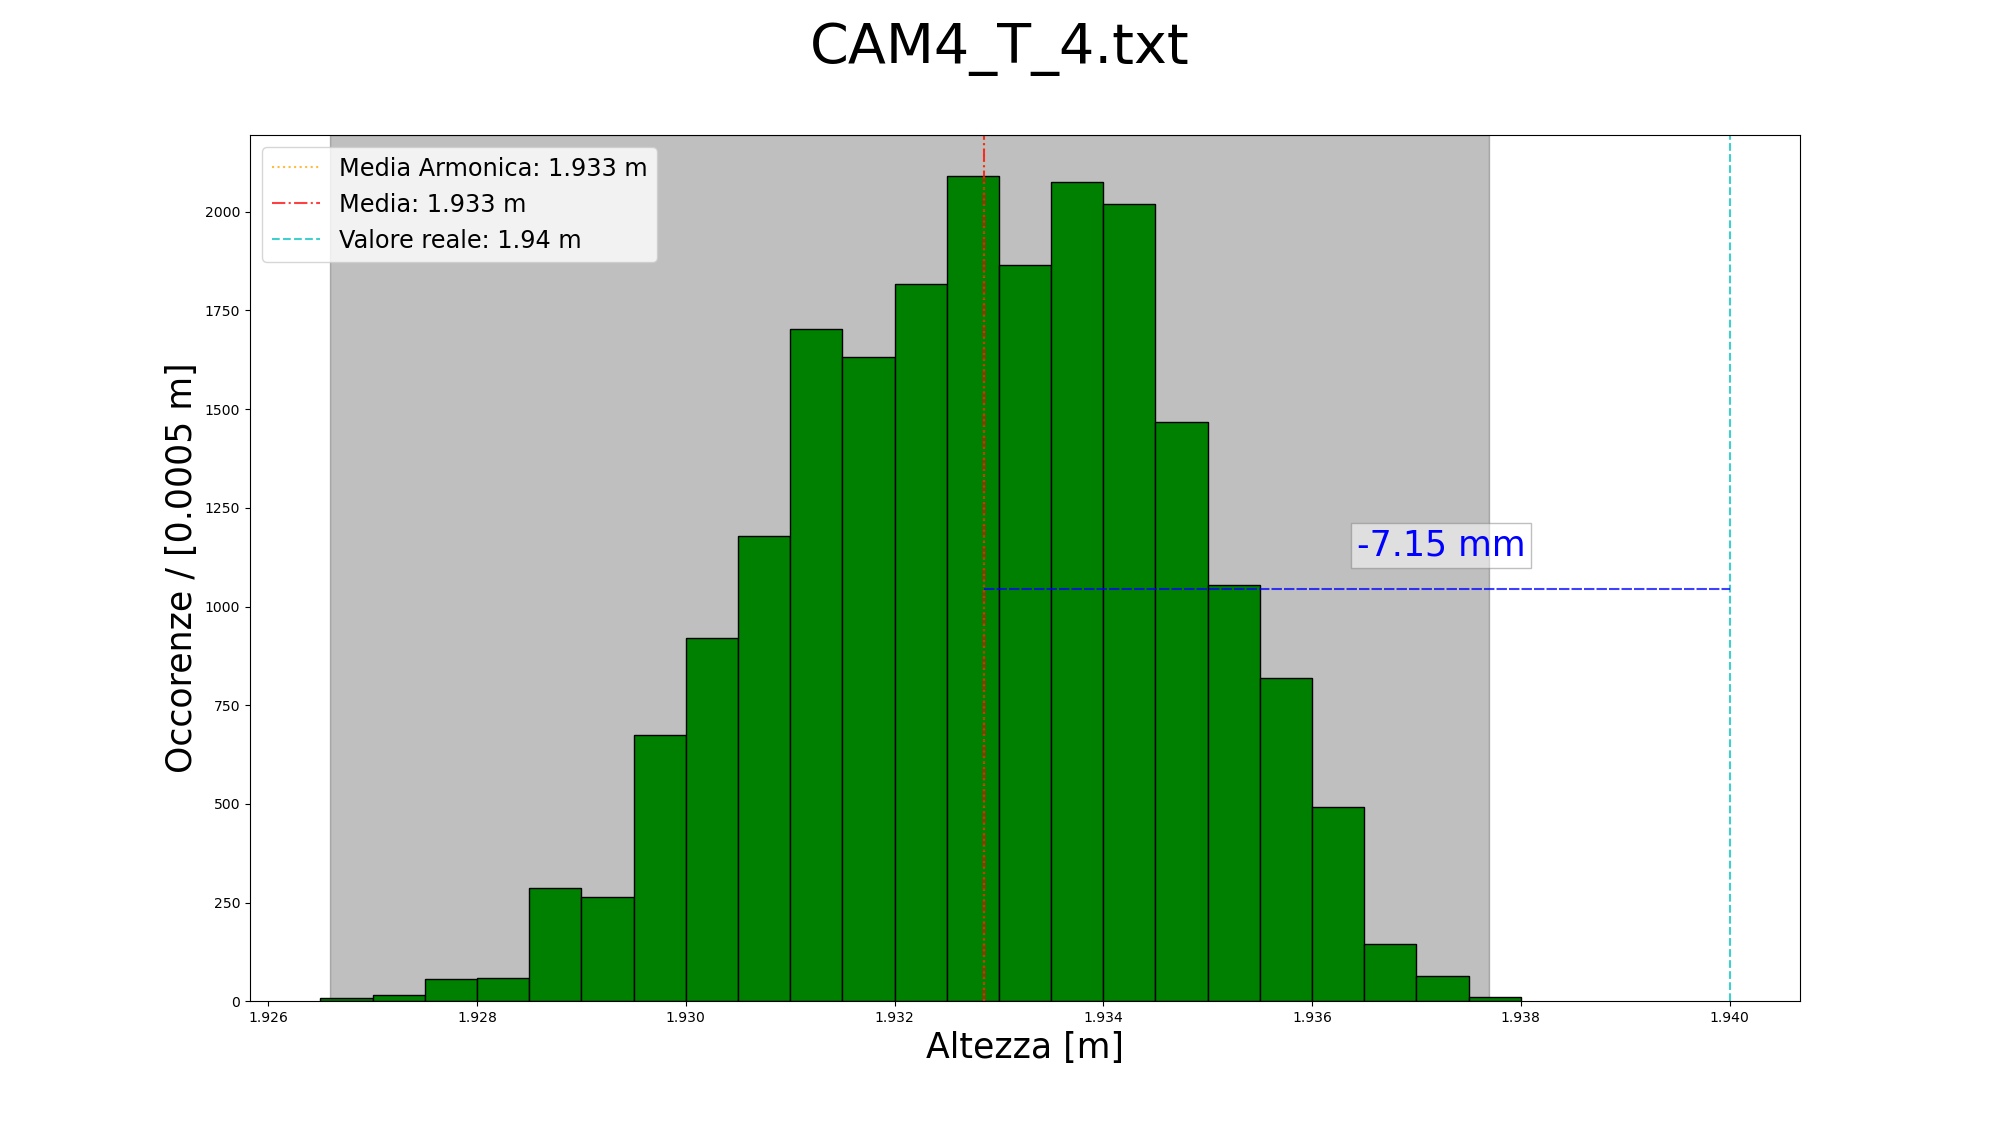 CAM4_T_4.txt
Media Armonica: 1.933 m
Media: 1.933 m
Valore reale: 1.94 m
-7.15 mm
Occorenze / [0.0005 m]
2000
1750
1500
1250
1000
750
500
250
0
1.926 1.928 1.930 1.932 1.934 1.936 1.938 1.940
Altezza [m]